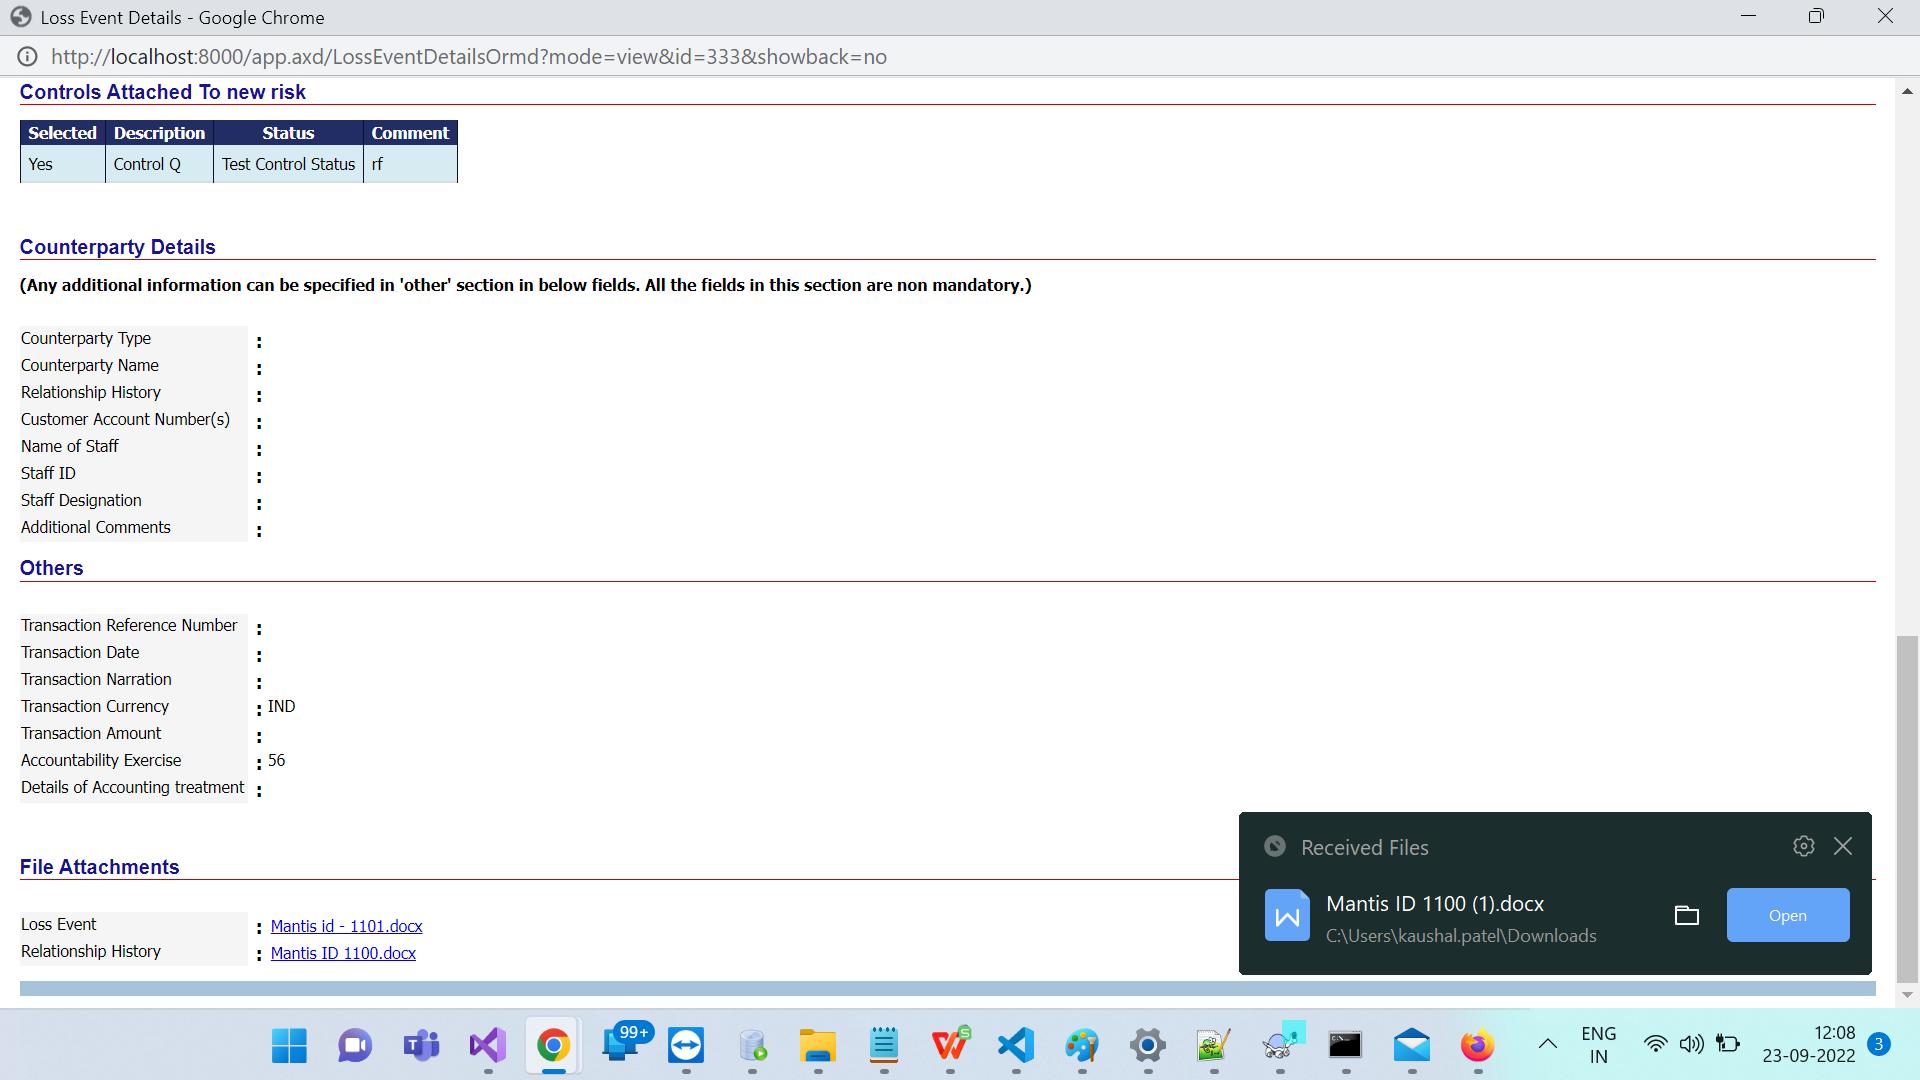 Loss Event Details - Google Chrome
http://localhost:8000/app.axd/LossEventDetailsOrmd?mode=view&id=333&showback=no
Controls Attached To new risk
Selected Description Status Comment
Yes Control Q Test Control Status rf
Counterparty Details
(Any additional information can be specified in 'other' section in below fields. All the fields in this section are non mandatory.)
Counterparty Type :
Counterparty Name :
Relationship History :
Customer Account Number(s) :
Name of Staff :
Staff ID :
Staff Designation :
Additional Comments :
Others
Transaction Reference Number :
Transaction Date :
Transaction Narration :
Transaction Currency : IND
Transaction Amount :
Accountability Exercise : 56
Details of Accounting treatment :
File Attachments
Loss Event : Mantis id - 1101.docx
Relationship History : Mantis ID 1100.docx
Received Files
Mantis ID 1100 (1).docx
C:\Users\kaushal.patel\Downloads
Open
99+
ENG
IN
12:08
23-09-2022
3